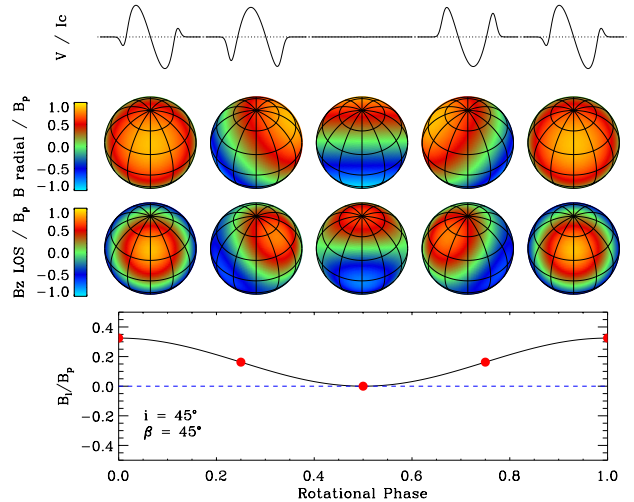 V / Ic
B radial / Bp
1.0
0.5
0.0
−0.5
−1.0
Bz LOS / Bp
1.0
0.5
0.0
−0.5
−1.0
Bl/Bp
0.4
0.2
0.0
−0.2
−0.4
i = 45°
β = 45°
0.0 0.2 0.4 0.6 0.8 1.0
Rotational Phase